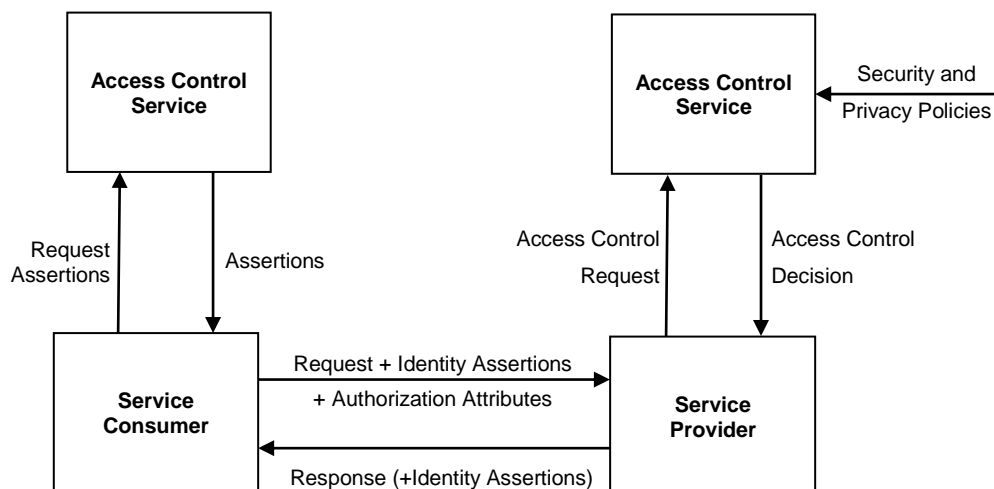 Access Control
Service
Access Control
Service
Security and
Privacy Policies
Request
Assertions
Assertions
Access Control
Request
Access Control
Decision
Service
Consumer
Request + Identity Assertions
+ Authorization Attributes
Response (+Identity Assertions)
Service
Provider